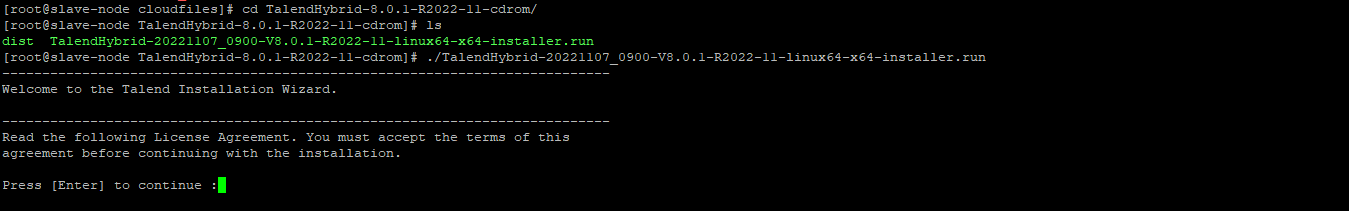 [root@slave-node cloudfiles]# cd TalendHybrid-8.0.1-R2022-11-cdrom/
[root@slave-node TalendHybrid-8.0.1-R2022-11-cdrom]# ls
dist  TalendHybrid-20221107_0900-V8.0.1-R2022-11-linux64-x64-installer.run
[root@slave-node TalendHybrid-8.0.1-R2022-11-cdrom]# ./TalendHybrid-20221107_0900-V8.0.1-R2022-11-linux64-x64-installer.run
----------------------------------------------------------------------------
Welcome to the Talend Installation Wizard.
----------------------------------------------------------------------------
Read the following License Agreement. You must accept the terms of this
agreement before continuing with the installation.
Press [Enter] to continue :